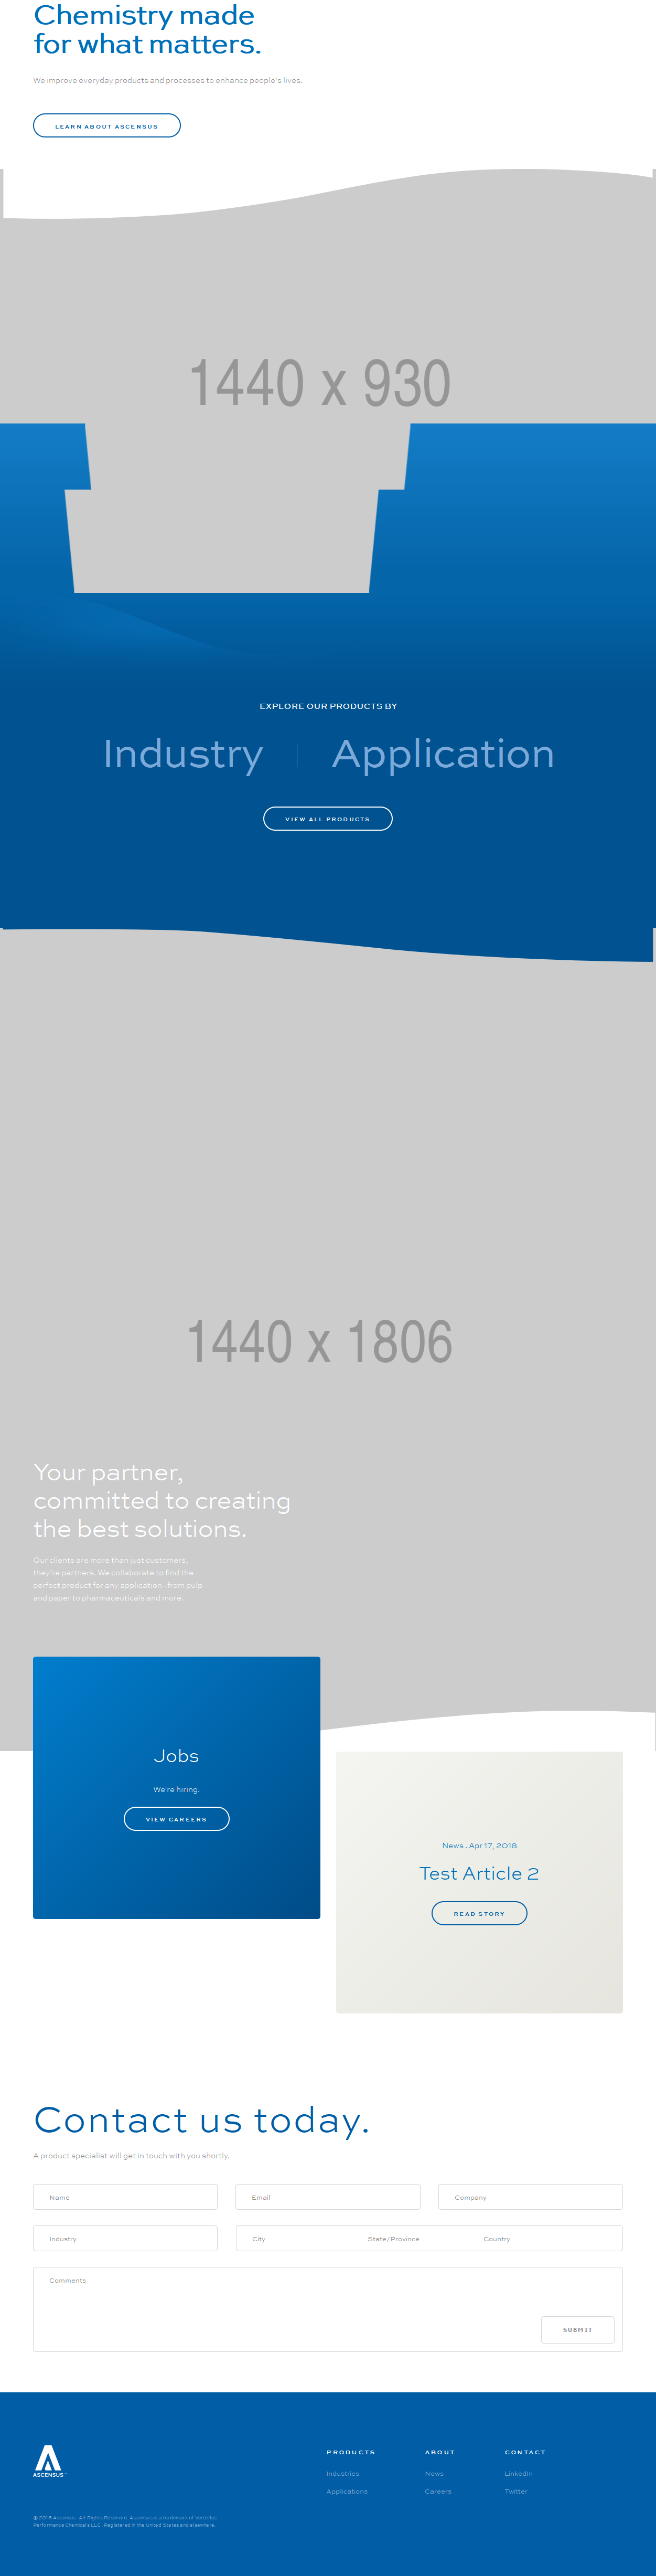 Chemistry made
for what matters.
We improve everyday products and processes to enhance people's lives.
LEARN ABOUT ASCENSUS
1440 x 930
EXPLORE OUR PRODUCTS BY
Industry | Application
VIEW ALL PRODUCTS
1440 x 1806
Your partner,
committed to creating
the best solutions.
Our clients are more than just customers,
they're partners. We collaborate to find the
perfect product for any application–from pulp
and paper to pharmaceuticals and more.
Jobs
We're hiring.
VIEW CAREERS
News . Apr 17, 2018
Test Article 2
READ STORY
Contact us today.
A product specialist will get in touch with you shortly.
Name Email Company
Industry City State/Province Country
Comments
SUBMIT
ASCENSUS
PRODUCTS ABOUT CONTACT
Industries News LinkedIn
Applications Careers Twitter
© 2018 Ascensus. All Rights Reserved. Ascensus is a trademark of Vertellus
Performance Chemicals LLC. Registered in the United States and elsewhere.